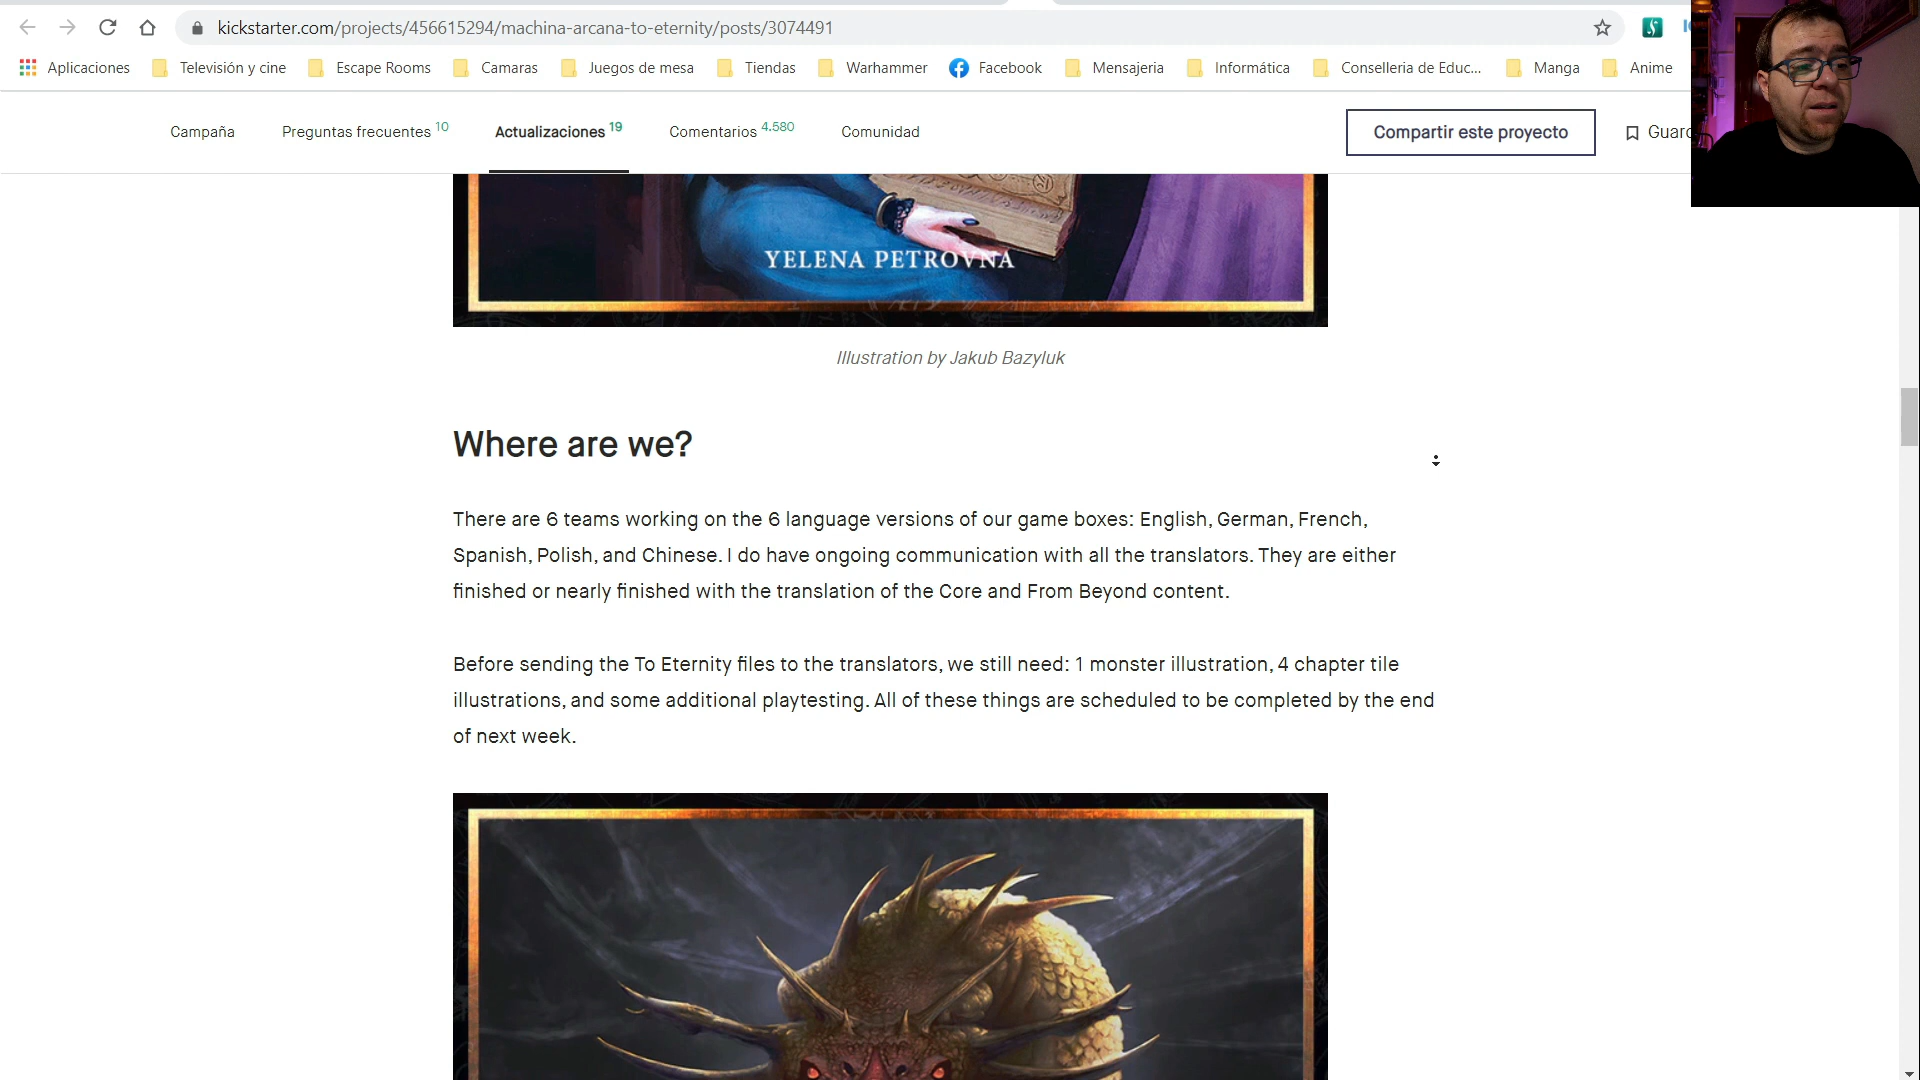 kickstarter.com/projects/456615294/machina-arcana-to-eternity/posts/3074491
Aplicaciones Televisión y cine Escape Rooms Camaras Juegos de mesa Tiendas Warhammer Facebook Mensajeria Informática Conselleria de Educ... Manga Anime
Campaña Preguntas frecuentes 10 Actualizaciones 19 Comentarios 4.580 Comunidad Compartir este proyecto
YELENA PETROVNA
Illustration by Jakub Bazyluk
Where are we?
There are 6 teams working on the 6 language versions of our game boxes: English, German, French,
Spanish, Polish, and Chinese. I do have ongoing communication with all the translators. They are either
finished or nearly finished with the translation of the Core and From Beyond content.
Before sending the To Eternity files to the translators, we still need: 1 monster illustration, 4 chapter tile
illustrations, and some additional playtesting. All of these things are scheduled to be completed by the end
of next week.